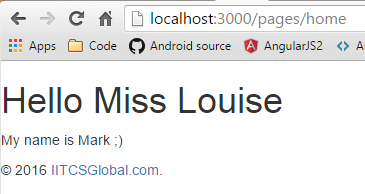 localhost:3000/pages/home
Apps Code Android source AngularJS2 An
Hello Miss Louise
My name is Mark ;)
© 2016 IITCSGlobal.com.